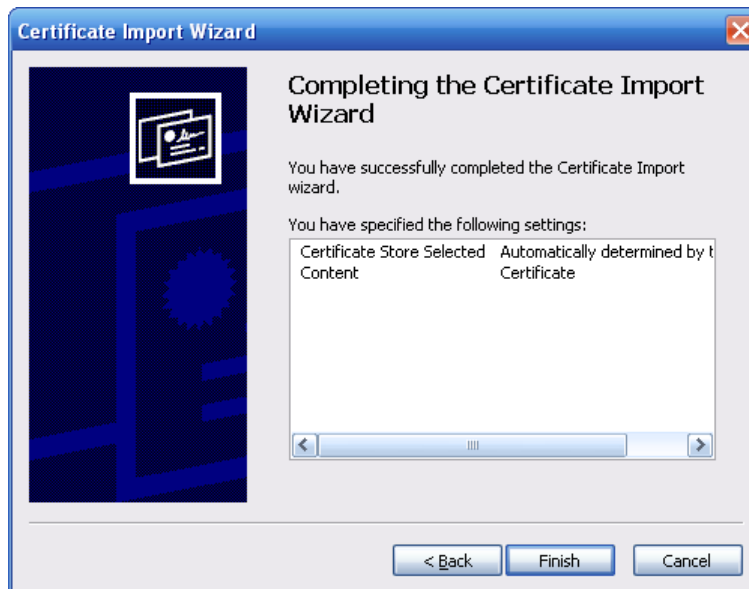 Certificate Import Wizard
Completing the Certificate Import
Wizard
You have successfully completed the Certificate Import
wizard.
You have specified the following settings:
Certificate Store Selected Automatically determined by t
Content Certificate
< Back Finish Cancel